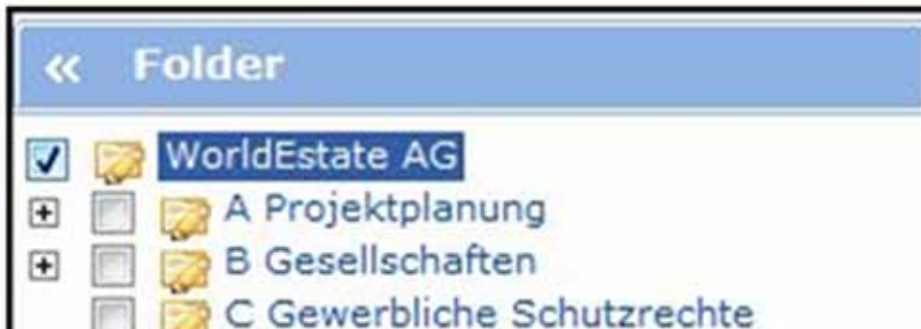 « Folder
WorldEstate AG
A Projektplanung
B Gesellschaften
C Gewerbliche Schutzrechte